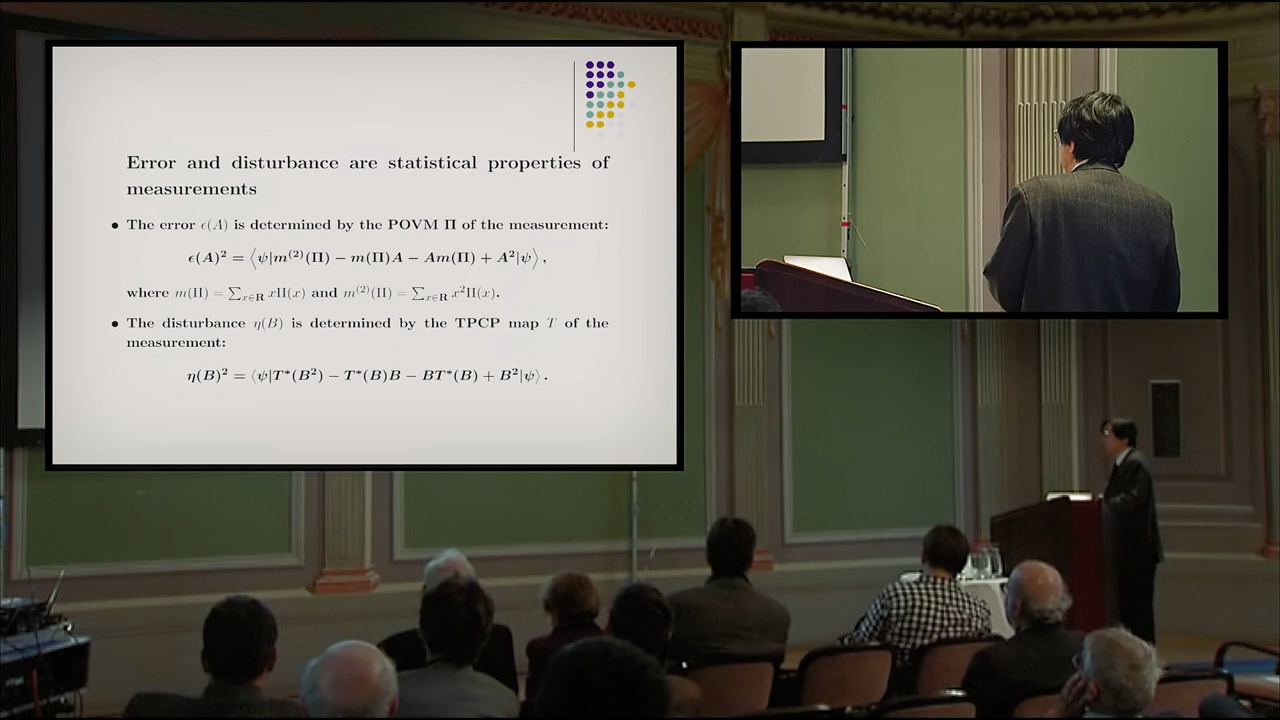 Error and disturbance are statistical properties of
measurements
• The error ϵ(A) is determined by the POVM Π of the measurement:
ϵ(A)² = ⟨ψ|m⁽²⁾(Π) − m(Π)A − Am(Π) + A²|ψ⟩,
where m(Π) = ∑ₓ∈R xΠ(x) and m⁽²⁾(Π) = ∑ₓ∈R x²Π(x).
• The disturbance η(B) is determined by the TPCP map T of the
measurement:
η(B)² = ⟨ψ|T*(B²) − T*(B)B − BT*(B) + B²|ψ⟩.